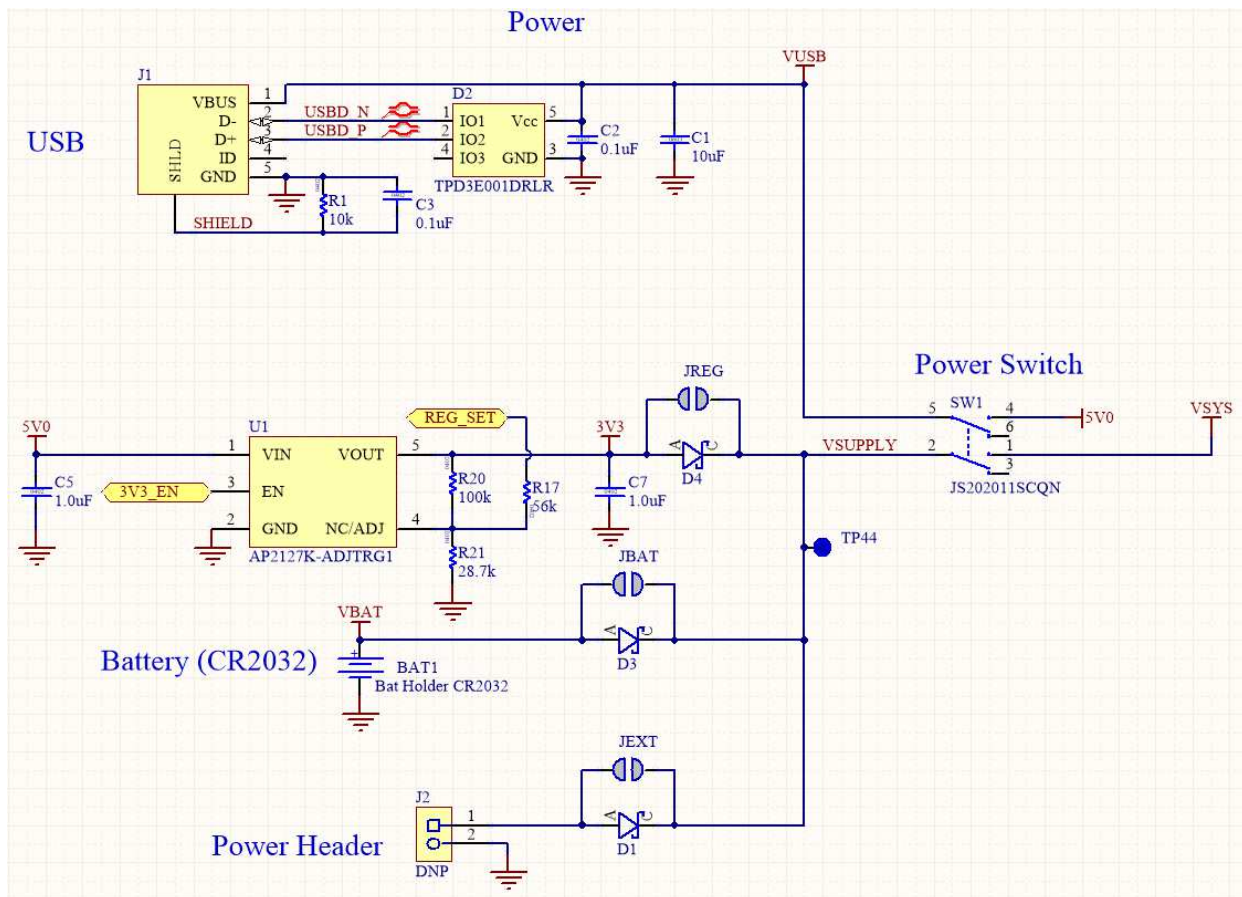 Power
VUSB
J1
VBUS 1
D- 2
D+ 3
ID 4
GND 5
SHLD
USB
USBD_N
USBD_P
D2
1 IO1 Vcc 5
2 IO2
4 IO3 GND 3
TPD3E001DRLR
C2
0.1uF
C1
10uF
R1
10k
C3
0.1uF
SHIELD
Power Switch
JREG
SW1
5 4 5V0
6
VSUPPLY 2 1
3
JS202011SCQN
VSYS
REG_SET
5V0
U1
1 VIN VOUT 5
3V3_EN 3 EN
2 GND NC/ADJ 4
AP2127K-ADJTRG1
C5
1.0uF
R20
100k
R17
56k
R21
28.7k
3V3
C7
1.0uF
A C
D4
TP44
JBAT
A C
D3
VBAT
Battery (CR2032)
+
BAT1
Bat Holder CR2032
JEXT
A C
D1
J2
1
2
DNP
Power Header